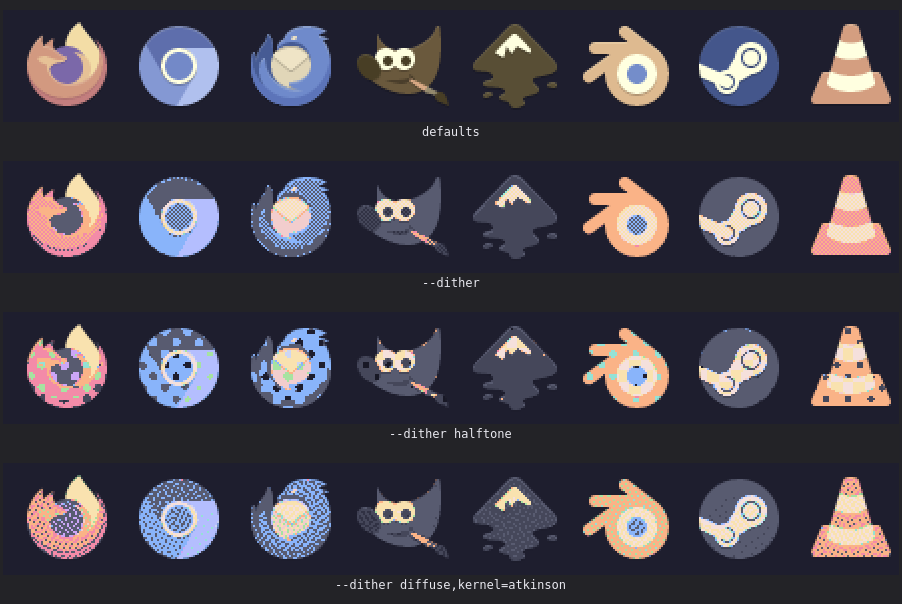 defaults
--dither
--dither halftone
--dither diffuse,kernel=atkinson